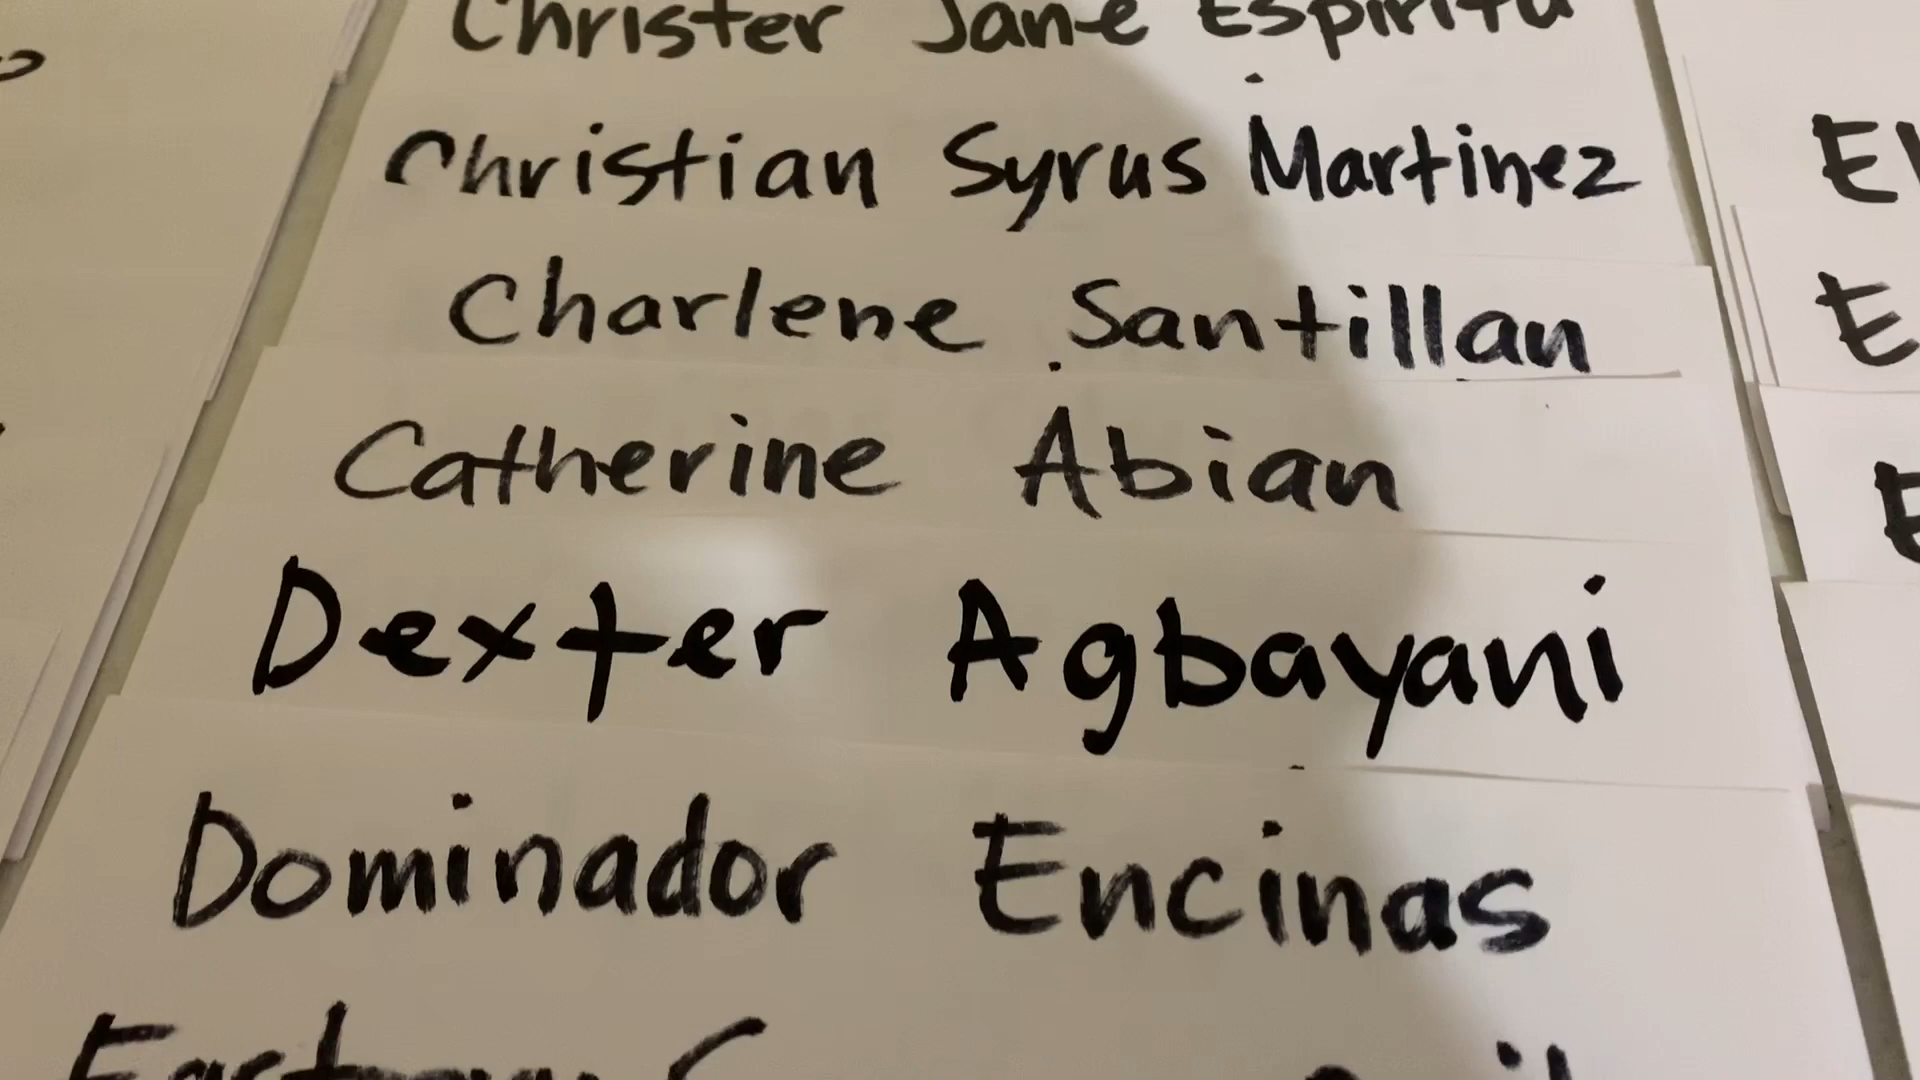 Christer Jane Espiritu
Christian Syrus Martinez
Charlene Santillan
Catherine Abian
Dexter Agbayani
Dominador Encinas